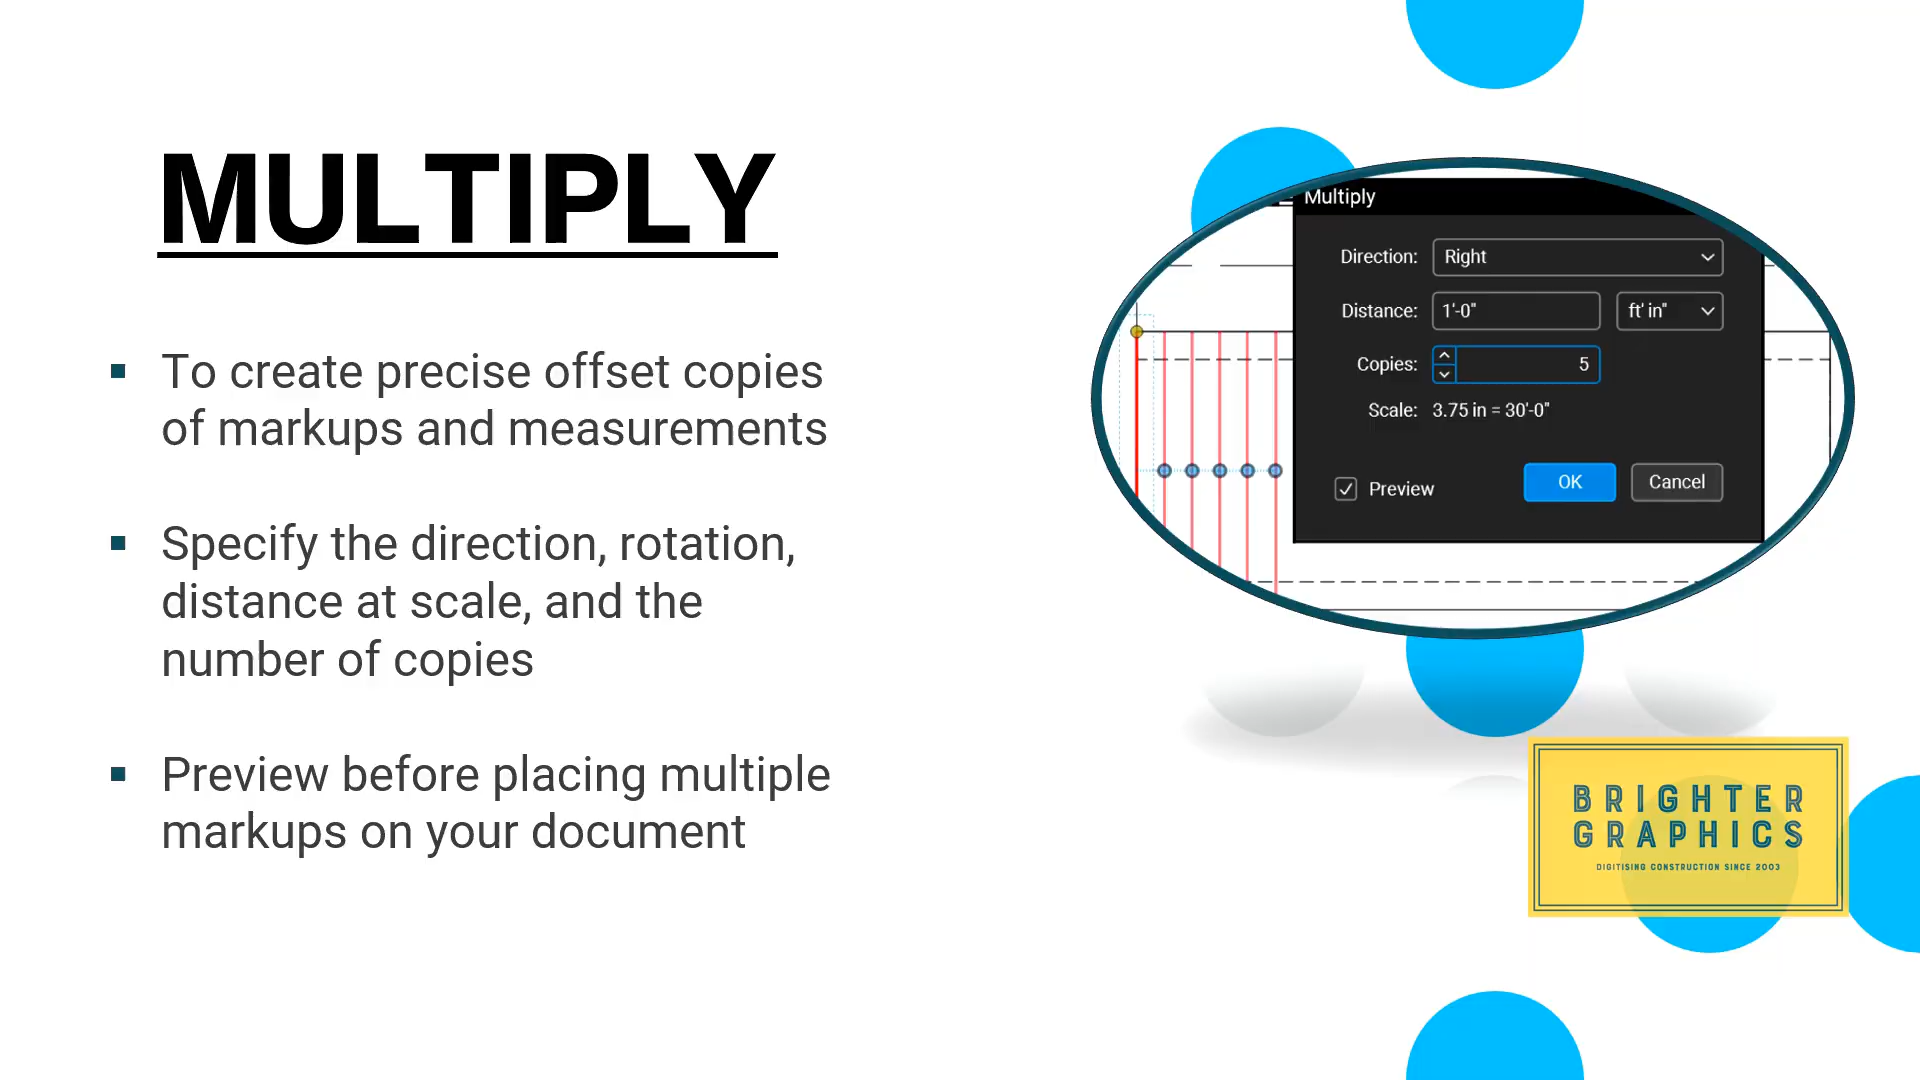 MULTIPLY
To create precise offset copies
of markups and measurements
Specify the direction, rotation,
distance at scale, and the
number of copies
Preview before placing multiple
markups on your document
Multiply
Direction: Right
Distance: 1'-0" ft' in"
Copies: 5
Scale: 3.75 in = 30'-0"
Preview OK Cancel
BRIGHTER
GRAPHICS
DIGITISING CONSTRUCTION SINCE 2003